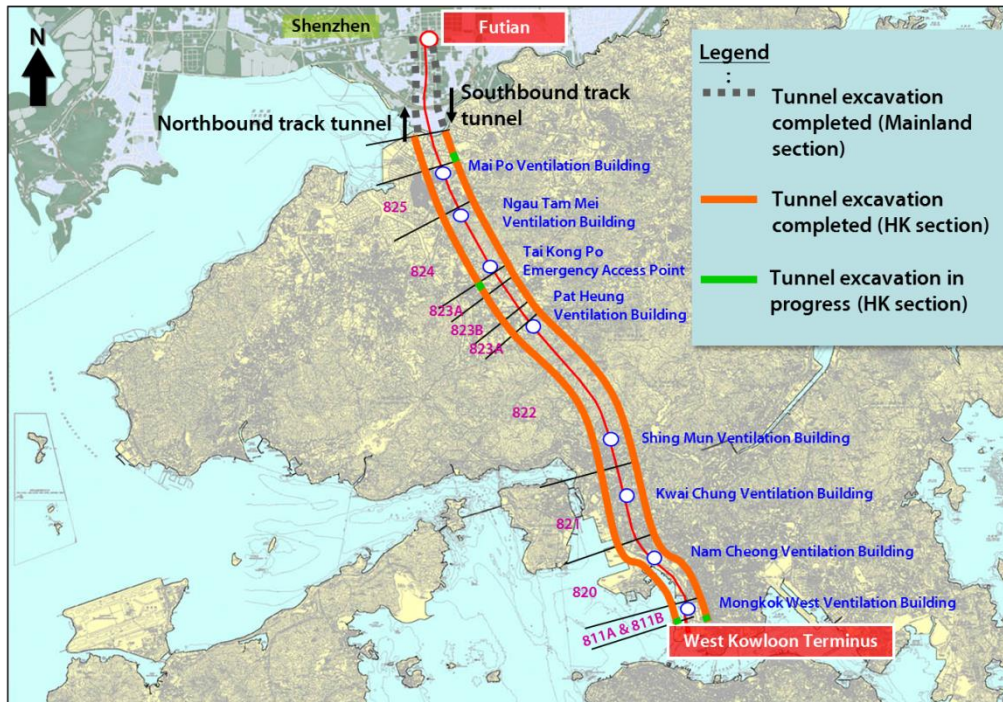 Shenzhen
Futian
N
Southbound track
tunnel
Northbound track tunnel
Mai Po Ventilation Building
825
Ngau Tam Mei
Ventilation Building
824
Tai Kong Po
Emergency Access Point
823A
Pat Heung
Ventilation Building
823B
823A
822
Shing Mun Ventilation Building
Kwai Chung Ventilation Building
821
Nam Cheong Ventilation Building
820
Mongkok West Ventilation Building
811A & 811B
West Kowloon Terminus
Legend
:
Tunnel excavation
completed (Mainland
section)
Tunnel excavation
completed (HK section)
Tunnel excavation in
progress (HK section)